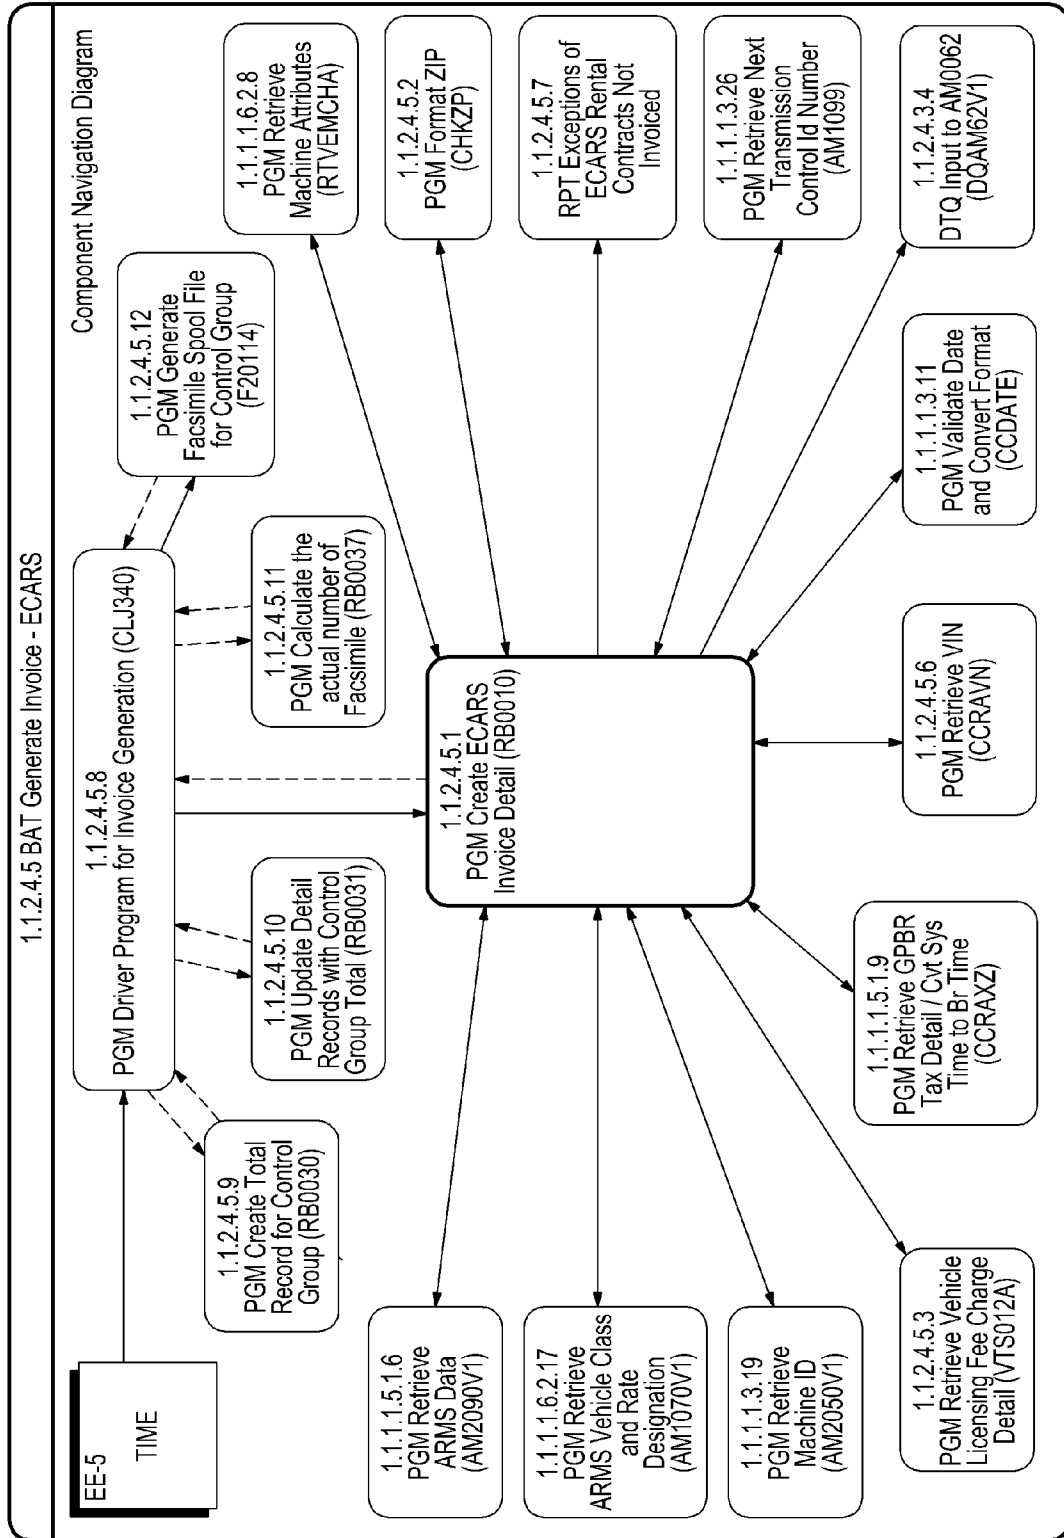 1.1.2.4.5 BAT Generate Invoice - ECARS
Component Navigation Diagram
EE-5
TIME
1.1.2.4.5.8
PGM Driver Program for Invoice Generation (CLJ340)
1.1.2.4.5.12
PGM Generate
Facsimile Spool File
for Control Group
(F20114)
1.1.2.4.5.9
PGM Create Total
Record for Control
Group (RB0030)
1.1.2.4.5.10
PGM Update Detail
Records with Control
Group Total (RB0031)
1.1.2.4.5.11
PGM Calculate the
actual number of
Facsimile (RB0037)
1.1.1.1.6.2.8
PGM Retrieve
Machine Attributes
(RTVEMCHA)
1.1.1.1.5.1.6
PGM Retrieve
ARMS Data
(AM2090V1)
1.1.2.4.5.1
PGM Create ECARS
Invoice Detail (RB0010)
1.1.2.4.5.2
PGM Format ZIP
(CHKZP)
1.1.1.1.6.2.17
PGM Retrieve
ARMS Vehicle Class
and Rate
Designation
(AM1070V1)
1.1.2.4.5.7
RPT Exceptions of
ECARS Rental
Contracts Not
Invoiced
1.1.1.1.3.19
PGM Retrieve
Machine ID
(AM2050V1)
1.1.1.1.3.26
PGM Retrieve Next
Transmission
Control Id Number
(AM1099)
1.1.2.4.5.3
PGM Retrieve Vehicle
Licensing Fee Charge
Detail (VTS012A)
1.1.1.1.5.1.9
PGM Retrieve GPBR
Tax Detail / Cvt Sys
Time to Br Time
(CCRAXZ)
1.1.2.4.5.6
PGM Retrieve VIN
(CCRAVN)
1.1.1.1.3.11
PGM Validate Date
and Convert Format
(CCDATE)
1.1.2.4.3.4
DTQ Input to AM0062
(DQAM62V1)